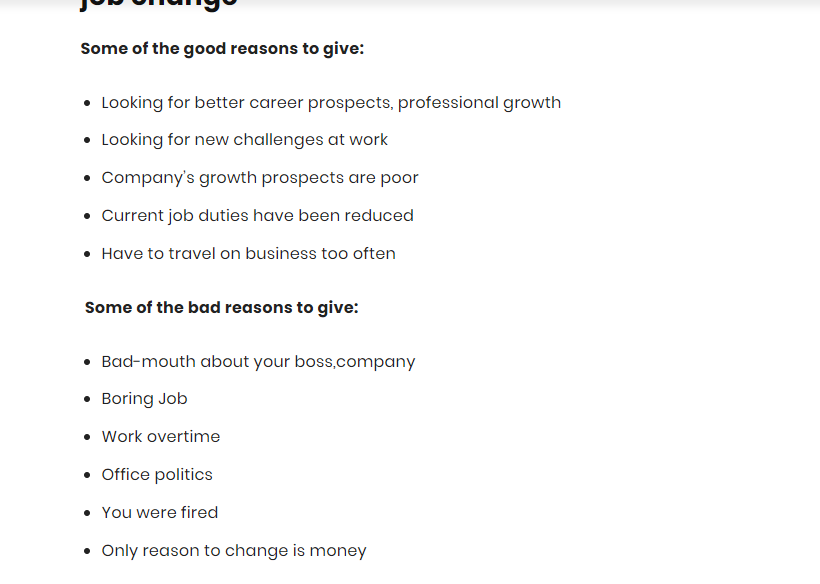 job change
Some of the good reasons to give:
Looking for better career prospects, professional growth
Looking for new challenges at work
Company's growth prospects are poor
Current job duties have been reduced
Have to travel on business too often
Some of the bad reasons to give:
Bad-mouth about your boss,company
Boring Job
Work overtime
Office politics
You were fired
Only reason to change is money